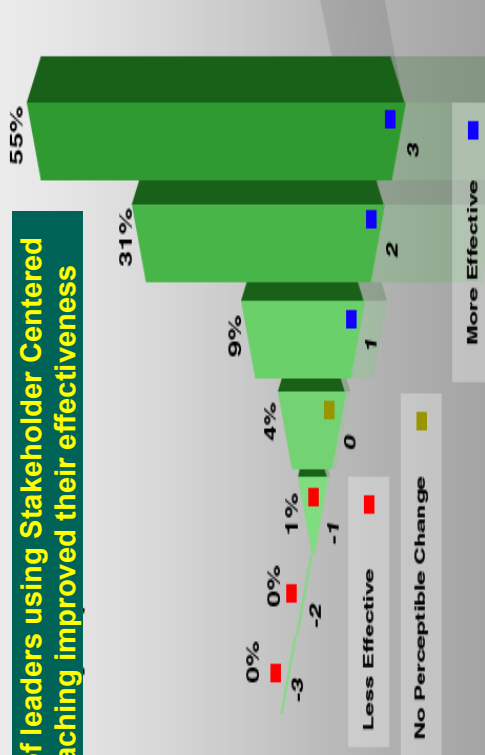 of leaders using Stakeholder Centered
aching improved their effectiveness
0%
0%
1%
4%
9%
31%
55%
-3
-2
-1
0
1
2
3
Less Effective
No Perceptible Change
More Effective